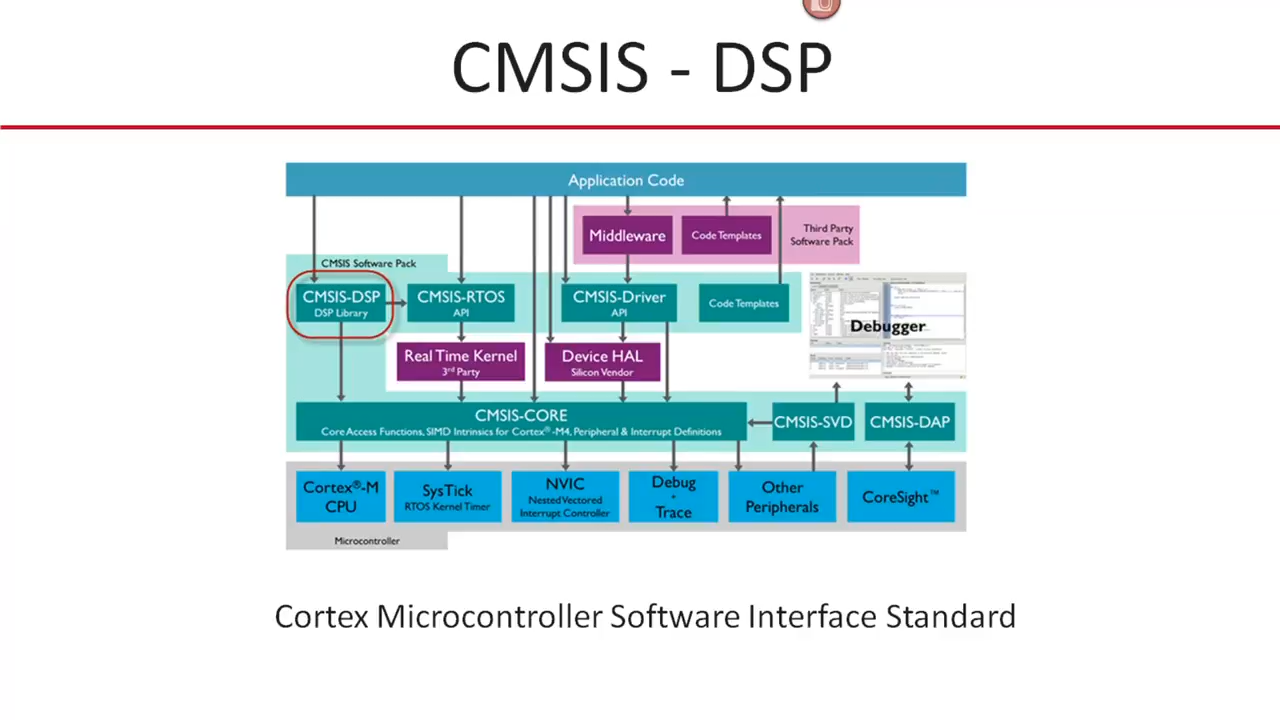 CMSIS - DSP
Application Code
Middleware
Code Templates
Third Party
Software Pack
CMSIS Software Pack
CMSIS-DSP
DSP Library
CMSIS-RTOS
API
CMSIS-Driver
API
Code Templates
Debugger
Real Time Kernel
3rd Party
Device HAL
Silicon Vendor
CMSIS-CORE
Core Access Functions, SIMD Intrinsics for Cortex®-M4, Peripheral & Interrupt Definitions
CMSIS-SVD
CMSIS-DAP
Cortex®-M
CPU
SysTick
RTOS Kernel Timer
NVIC
Nested Vectored
Interrupt Controller
Debug
-
Trace
Other
Peripherals
CoreSight™
Microcontroller
Cortex Microcontroller Software Interface Standard